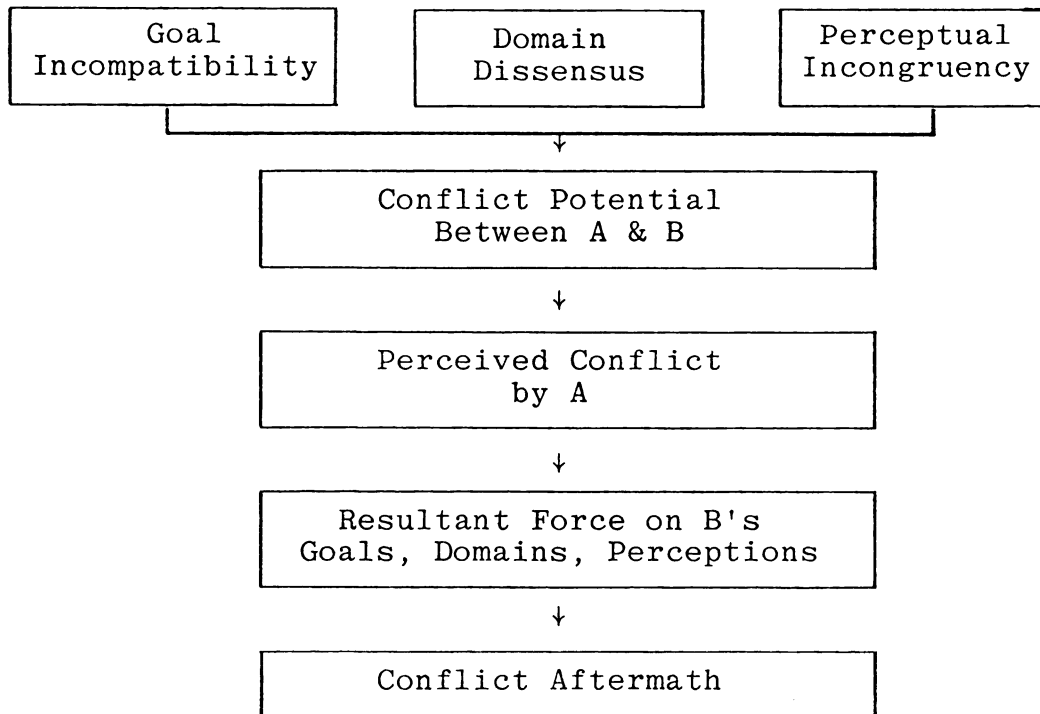 Goal
Incompatibility
Domain
Dissensus
Perceptual
Incongruency
Conflict Potential
Between A & B
Perceived Conflict
by A
Resultant Force on B's
Goals, Domains, Perceptions
Conflict Aftermath